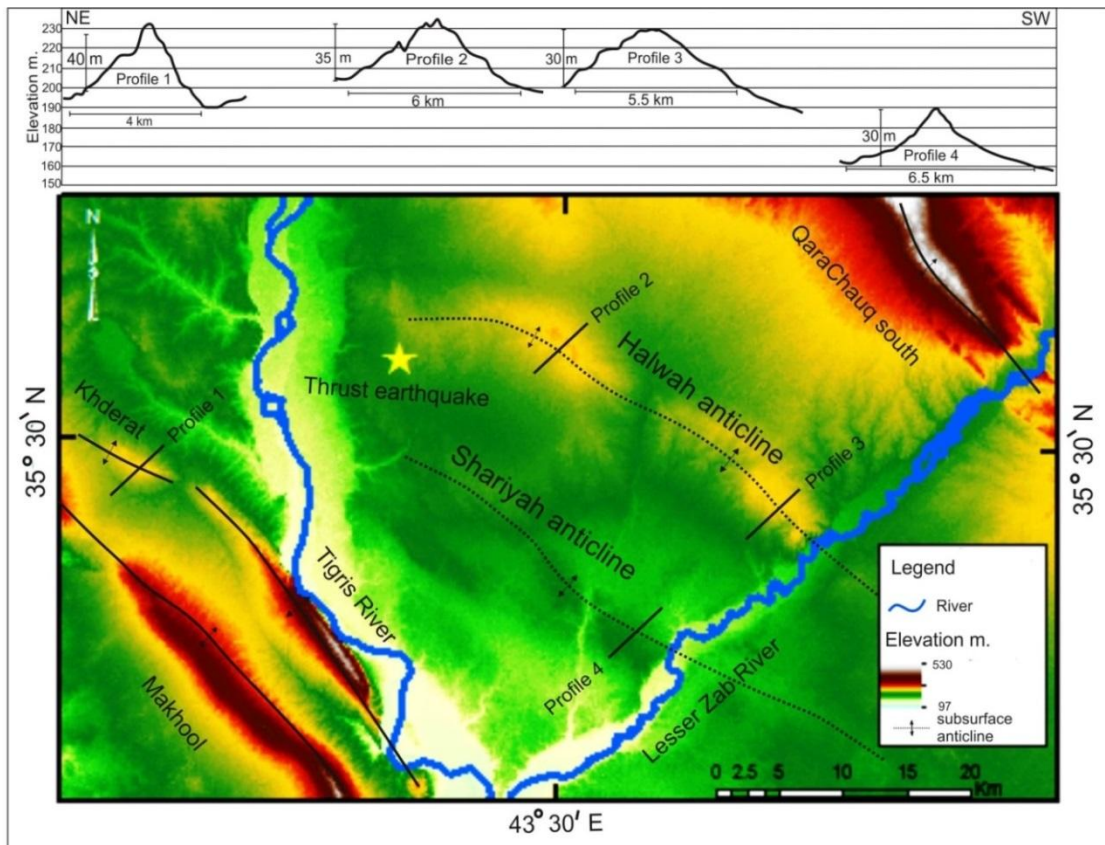 NE
SW
Elevation m.
230
220
210
200
190
180
170
160
150
40 m
Profile 1
4 km
35 m
Profile 2
6 km
30 m
Profile 3
5.5 km
30 m
Profile 4
6.5 km
N
QaraChauq south
Profile 2
Halwah anticline
Thrust earthquake
Khderat
Profile 1
Profile 3
Shariyah anticline
35° 30` N
35° 30` N
Tigris River
Makhool
Profile 4
Lesser Zab River
Legend
River
Elevation m.
530
97
subsurface
anticline
0 2.5 5 10 15 20
Km
43° 30′ E